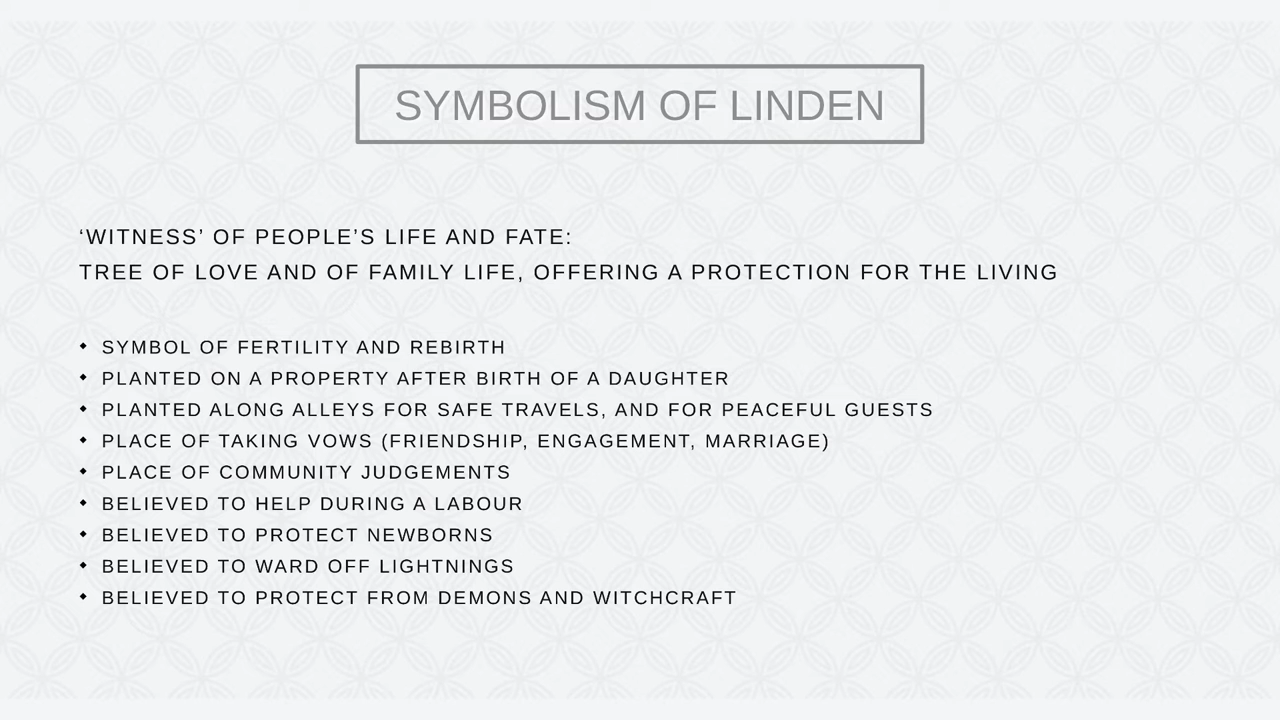 SYMBOLISM OF LINDEN
‘WITNESS’ OF PEOPLE’S LIFE AND FATE:
TREE OF LOVE AND OF FAMILY LIFE, OFFERING A PROTECTION FOR THE LIVING
• SYMBOL OF FERTILITY AND REBIRTH
• PLANTED ON A PROPERTY AFTER BIRTH OF A DAUGHTER
• PLANTED ALONG ALLEYS FOR SAFE TRAVELS, AND FOR PEACEFUL GUESTS
• PLACE OF TAKING VOWS (FRIENDSHIP, ENGAGEMENT, MARRIAGE)
• PLACE OF COMMUNITY JUDGEMENTS
• BELIEVED TO HELP DURING A LABOUR
• BELIEVED TO PROTECT NEWBORNS
• BELIEVED TO WARD OFF LIGHTNINGS
• BELIEVED TO PROTECT FROM DEMONS AND WITCHCRAFT